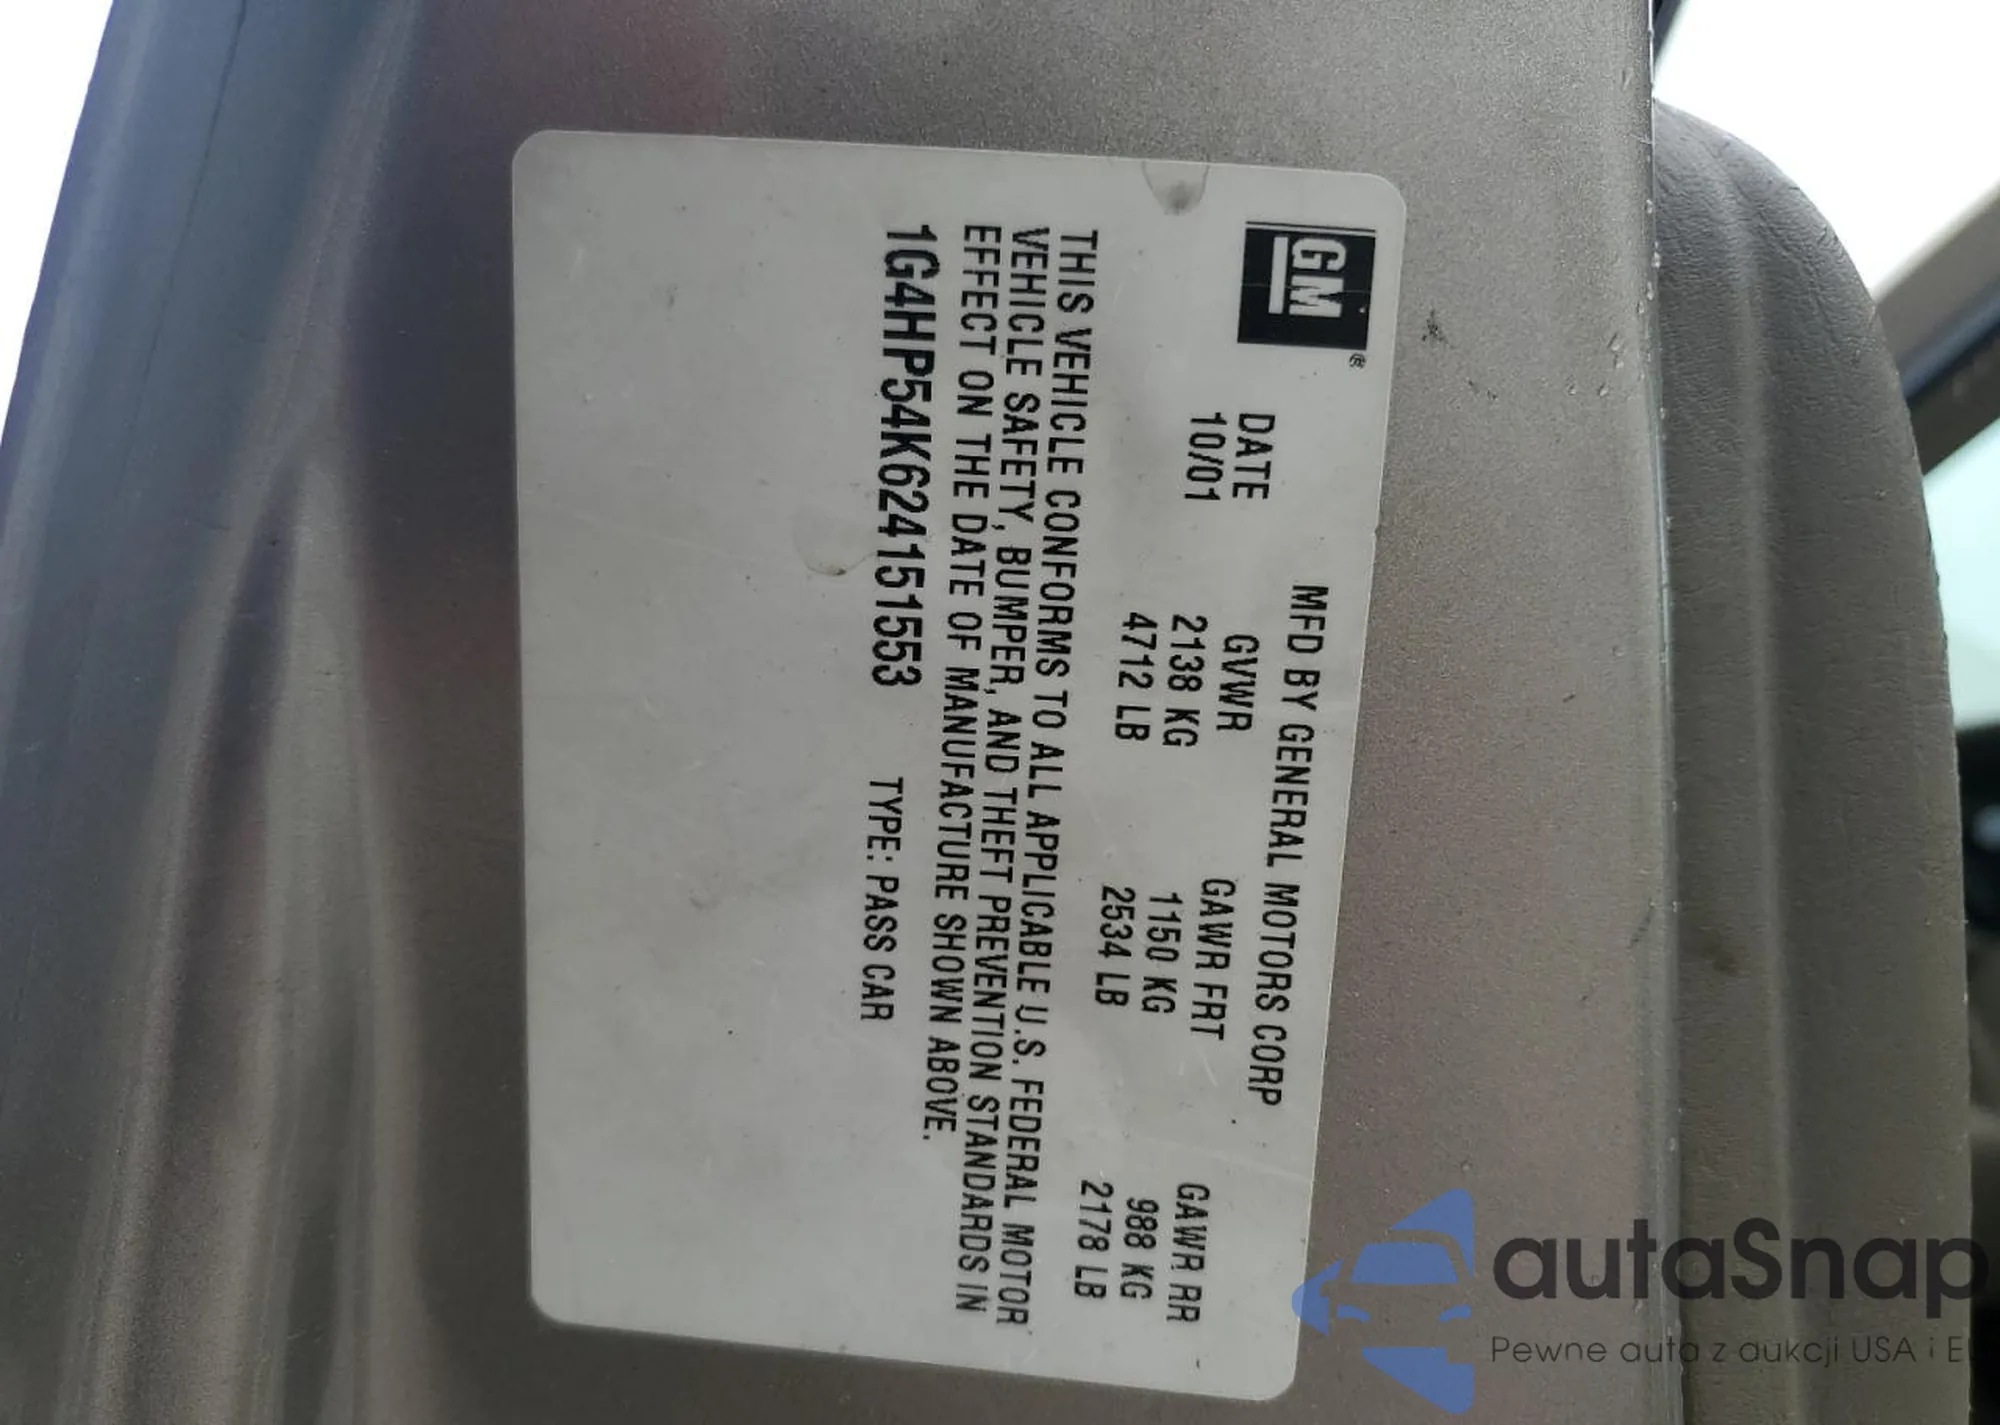 GM®
MFD BY GENERAL MOTORS CORP
DATE GVWR GAWR FRT GAWR RR
10/01 2138 KG 1150 KG 988 KG
4712 LB 2534 LB 2178 LB
THIS VEHICLE CONFORMS TO ALL APPLICABLE U.S. FEDERAL MOTOR
VEHICLE SAFETY, BUMPER, AND THEFT PREVENTION STANDARDS IN
EFFECT ON THE DATE OF MANUFACTURE SHOWN ABOVE.
1G4HP54K624151553 TYPE: PASS CAR
autaSnap
Pewne auta z aukcji USA i E